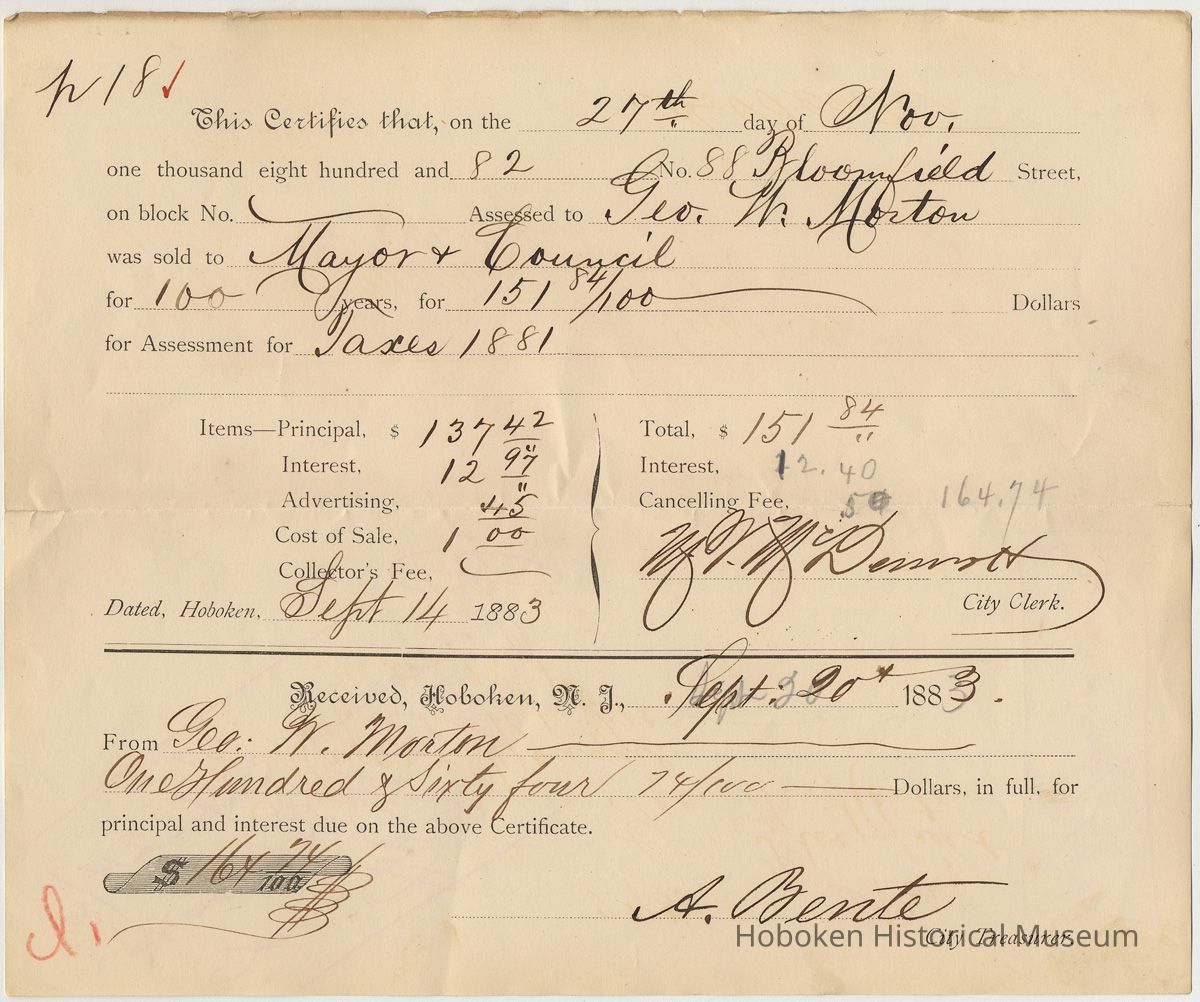 p 18 ✓
This Certifies that, on the 27th day of Nov.
one thousand eight hundred and 82 No. 88 Bloomfield Street,
on block No. Assessed to Geo. W. Morton
was sold to Mayor & Council
for 100 years, for 151 84/100 Dollars
for Assessment for Taxes 1881
Items—Principal, $ 137 42 Total, $ 151 84
Interest, 12 97 Interest, 12.40
Advertising, 45 Cancelling Fee, .50 164.74
Cost of Sale, 1 00
Collector's Fee,
McDermott
Dated, Hoboken, Sept 14 1883 City Clerk.
Received, Hoboken, N. J., Sept. 20 1883.
From Geo. W. Morton
One Hundred & Sixty four 74/100 Dollars, in full, for
principal and interest due on the above Certificate.
$ 164 74/100
A. Bente
City Treasurer.
Hoboken Historical Museum